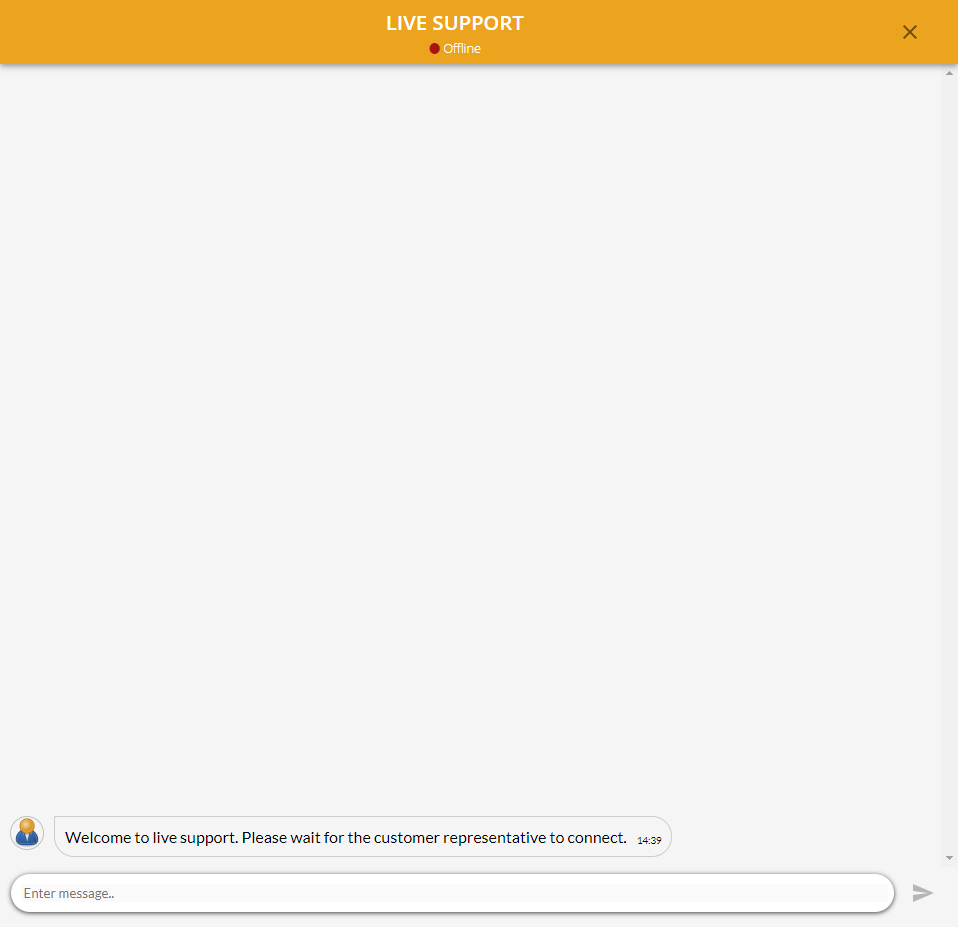 LIVE SUPPORT
Offline
Welcome to live support. Please wait for the customer representative to connect. 14:39
Enter message..